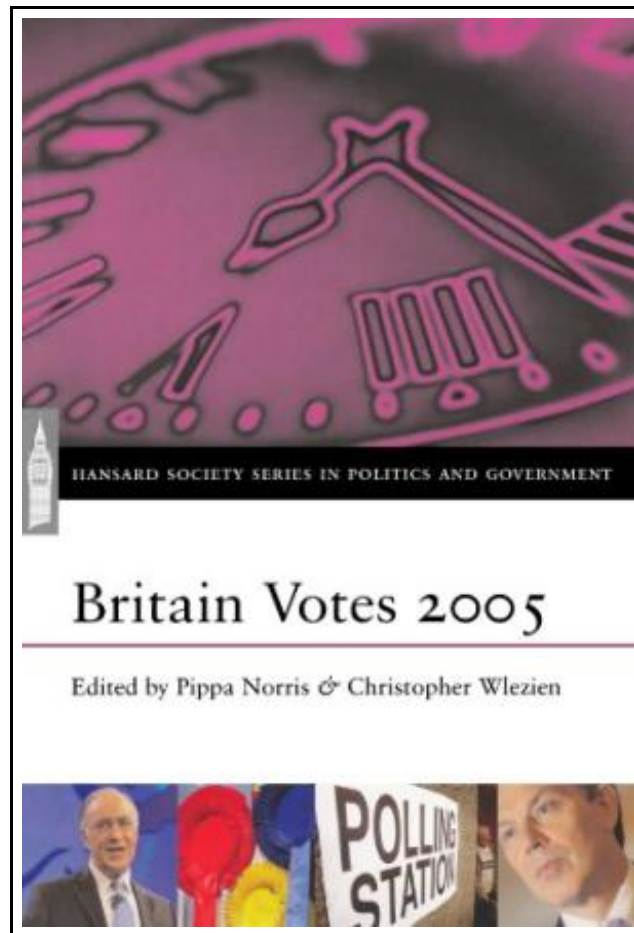 HANSARD SOCIETY SERIES IN POLITICS AND GOVERNMENT
Britain Votes 2005
Edited by Pippa Norris & Christopher Wlezien
POLLING
STATION